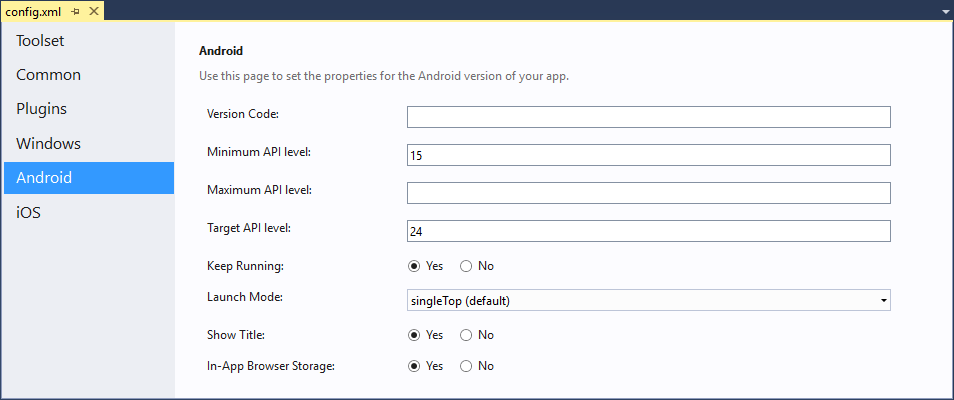 config.xml
Toolset
Common
Plugins
Windows
Android
iOS
Android
Use this page to set the properties for the Android version of your app.
Version Code:
Minimum API level: 15
Maximum API level:
Target API level: 24
Keep Running: Yes No
Launch Mode: singleTop (default)
Show Title: Yes No
In-App Browser Storage: Yes No